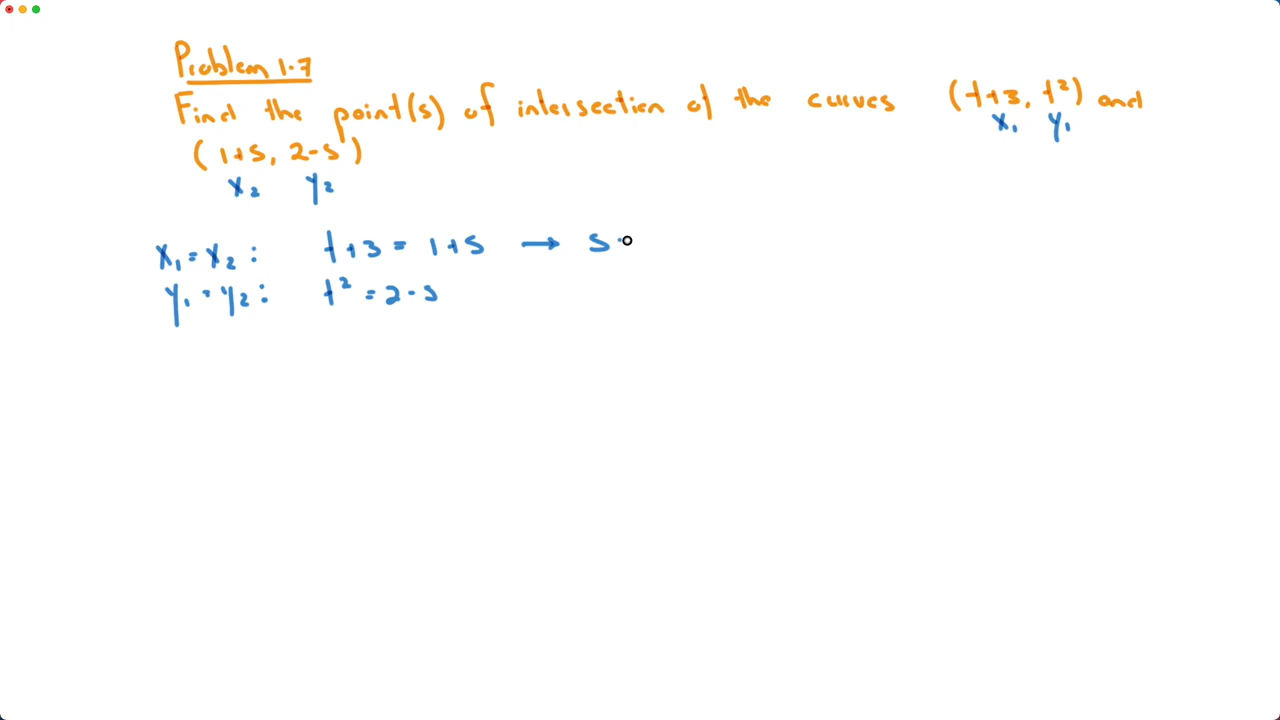 Problem 1.7
Find the point(s) of intersection of the curves (t+3, t²) and
x₁ y₁
(1+s, 2-s)
x₂ y₂
x₁ = x₂ : t+3 = 1+s → s
y₁ = y₂ : t² = 2-s